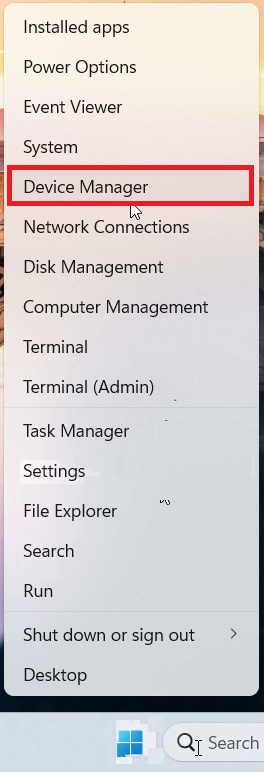 Installed apps
Power Options
Event Viewer
System
Device Manager
Network Connections
Disk Management
Computer Management
Terminal
Terminal (Admin)
Task Manager
Settings
File Explorer
Search
Run
Shut down or sign out
Desktop
Search